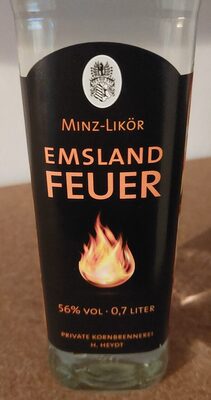 MINZ-LIKÖR
EMSLAND
FEUER
56% VOL · 0,7 LITER
PRIVATE KORNBRENNEREI
H. HEYDT